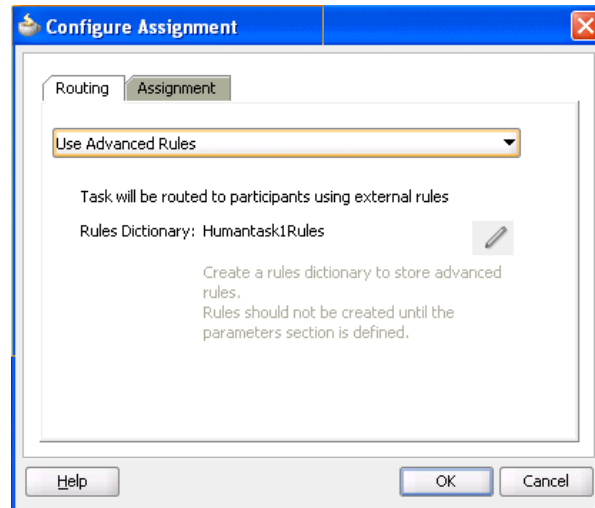 Configure Assignment
Routing
Assignment
Use Advanced Rules
Task will be routed to participants using external rules
Rules Dictionary: Humantask1Rules
Create a rules dictionary to store advanced
rules.
Rules should not be created until the
parameters section is defined.
Help
OK
Cancel